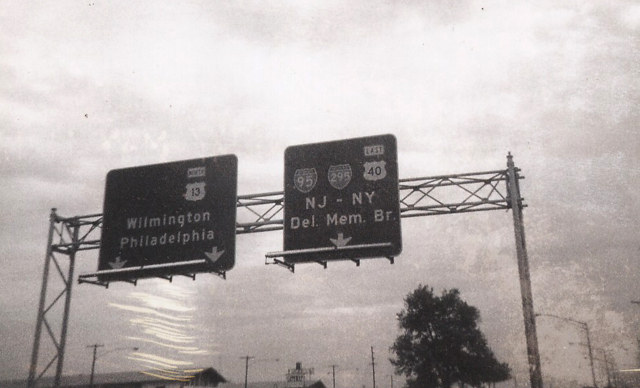 NORTH
13
Wilmington
Philadelphia
EAST
95 295 40
NJ - NY
Del. Mem. Br.